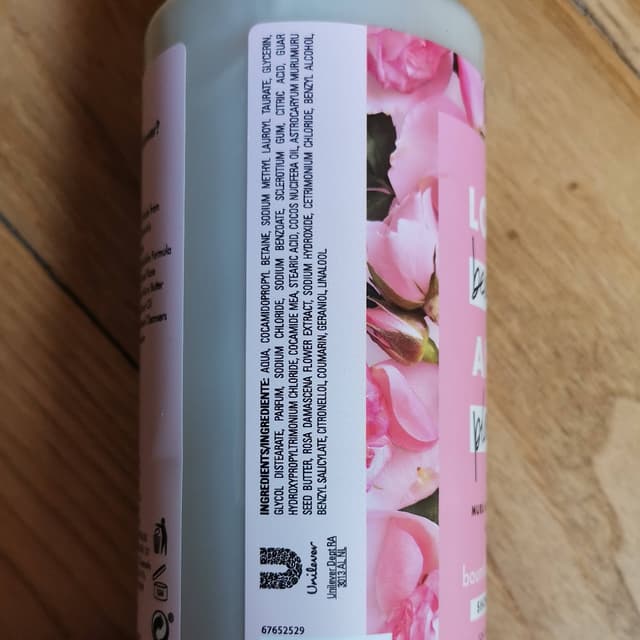 INGREDIENTS/INGREDIENTE: AQUA, COCAMIDOPROPYL BETAINE, SODIUM METHYL LAUROYL TAURATE, GLYCERIN,
GLYCOL DISTEARATE, PARFUM, SODIUM CHLORIDE, SODIUM BENZOATE, SCLEROTIUM GUM, CITRIC ACID, GUAR
HYDROXYPROPYLTRIMONIUM CHLORIDE, COCAMIDE MEA, STEARIC ACID, COCOS NUCIFERA OIL, ASTROCARYUM MURUMURU
SEED BUTTER, ROSA DAMASCENA FLOWER EXTRACT, SODIUM HYDROXIDE, CETRIMONIUM CHLORIDE, BENZYL ALCOHOL,
BENZYL SALICYLATE, CITRONELLOL, COUMARIN, GERANIOL, LINALOOL
Unilever
Unilever Dept RA
3013 AL NL
67652529